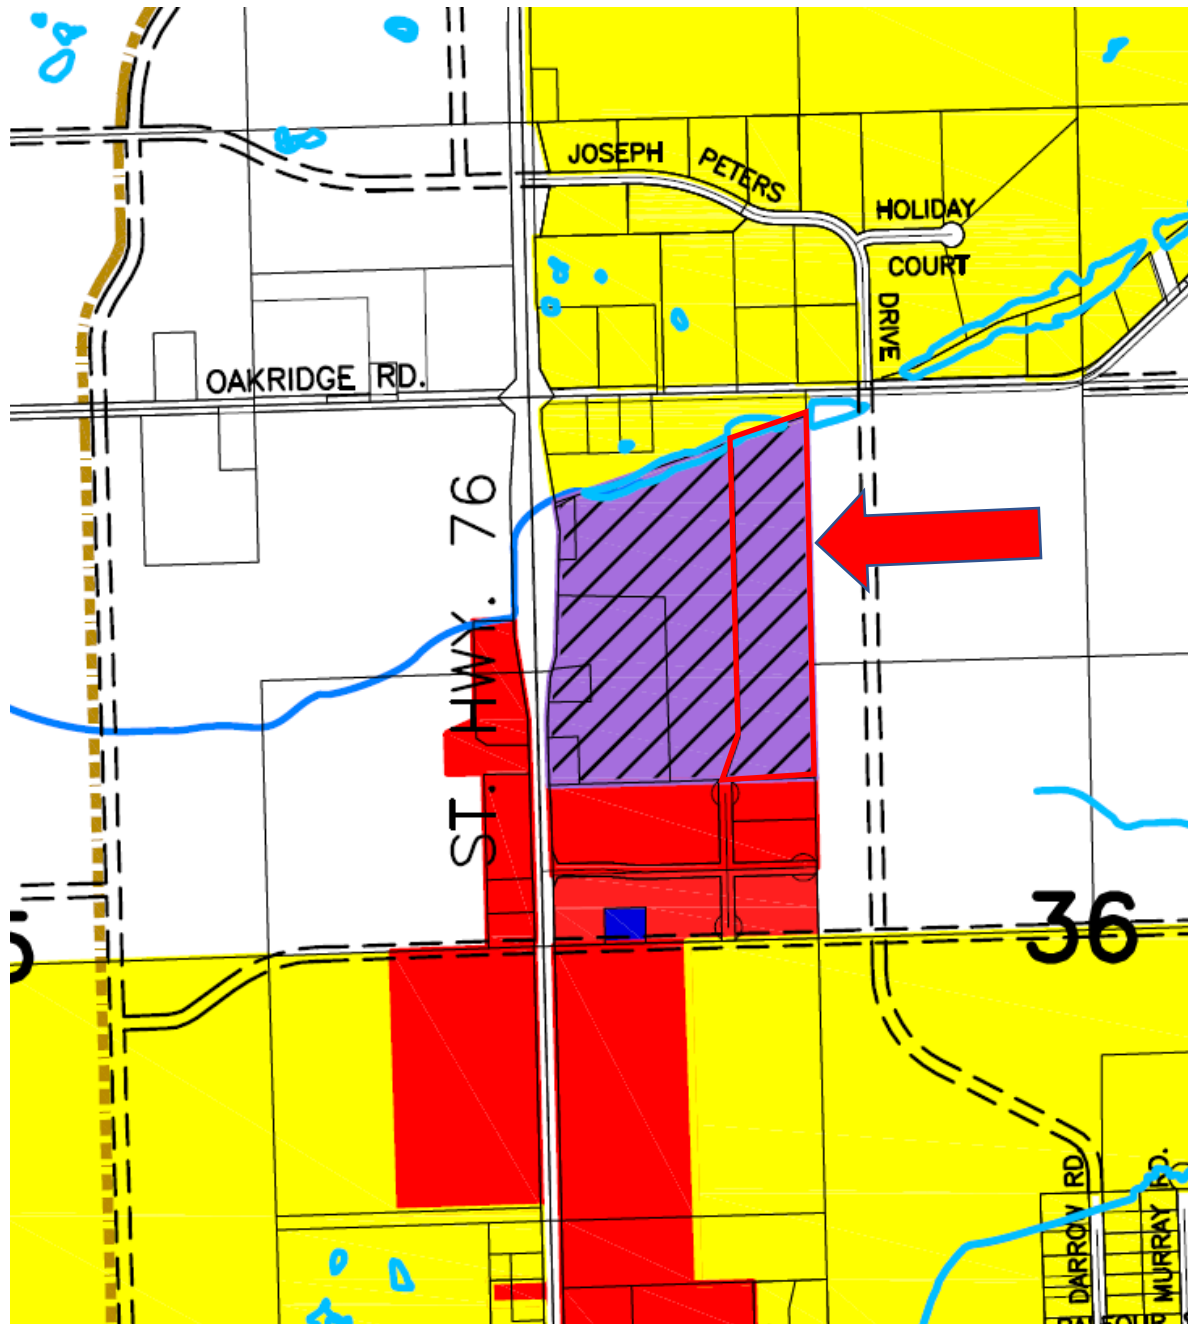 JOSEPH
PETERS
HOLIDAY
COURT
DRIVE
OAKRIDGE RD.
ST. HWY. 76
36
DARROW RD.
MURRAY RD.